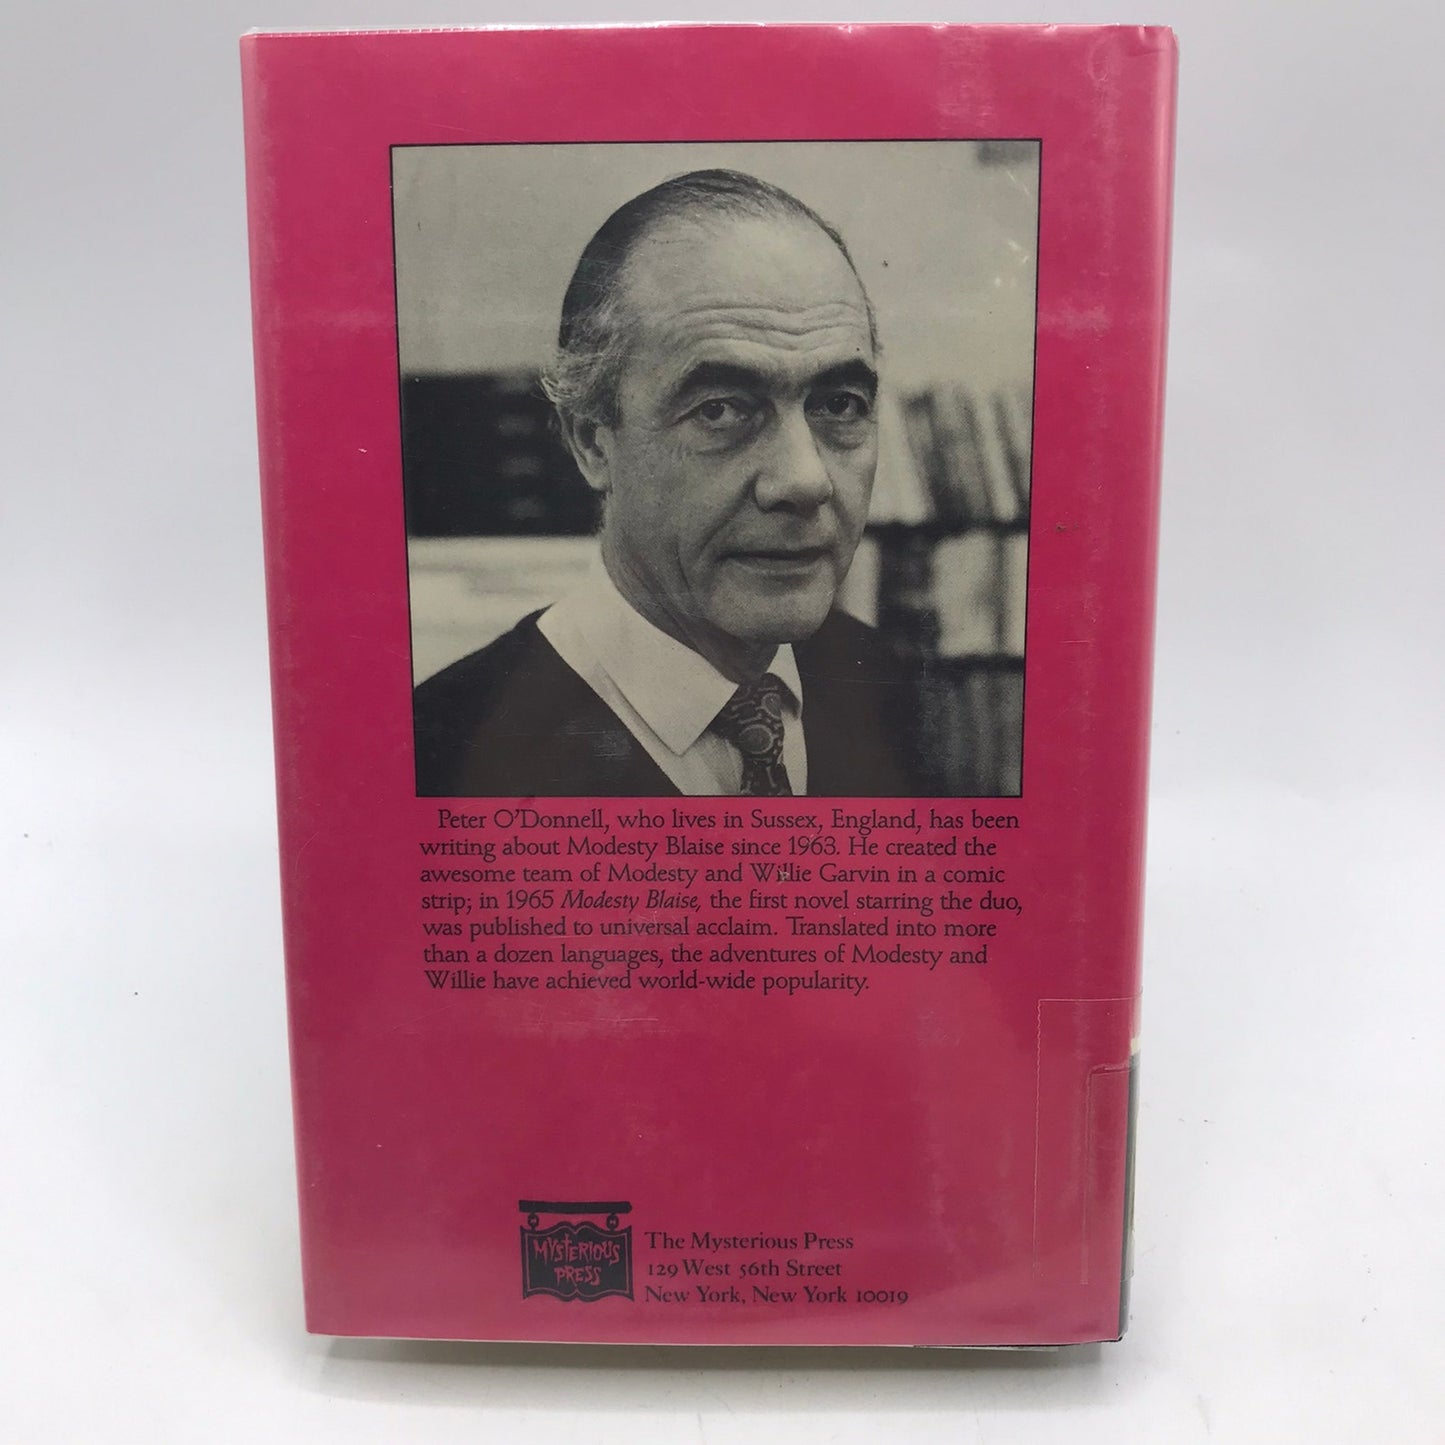 Peter O'Donnell, who lives in Sussex, England, has been
writing about Modesty Blaise since 1963. He created the
awesome team of Modesty and Willie Garvin in a comic
strip; in 1965 Modesty Blaise, the first novel starring the duo,
was published to universal acclaim. Translated into more
than a dozen languages, the adventures of Modesty and
Willie have achieved world-wide popularity.
MYSTERIOUS
PRESS
The Mysterious Press
129 West 56th Street
New York, New York 10019